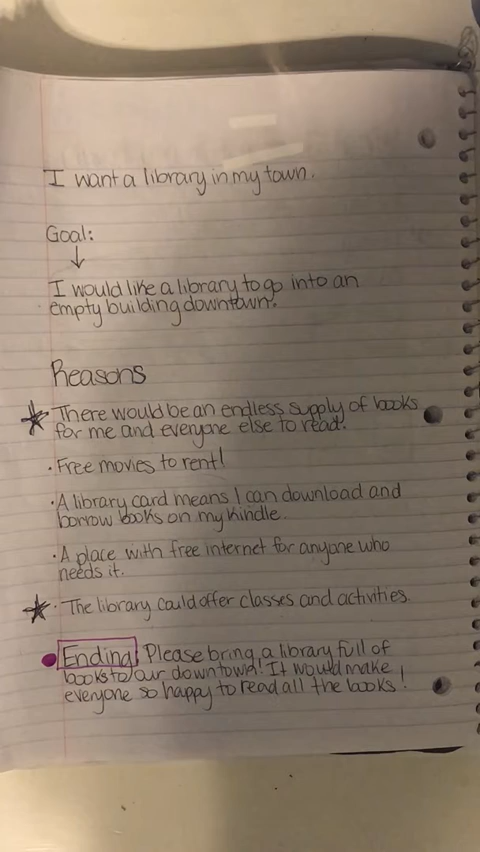 I want a library in my town.
Goal:
↓
I would like a library to go into an
empty building downtown.
Reasons
★ There would be an endless supply of books
for me and everyone else to read.
· Free movies to rent!
· A library card means I can download and
borrow books on my Kindle.
· A place with free internet for anyone who
needs it.
★ · The library could offer classes and activities.
● Ending: Please bring a library full of
books to our downtown! It would make
everyone so happy to read all the books!